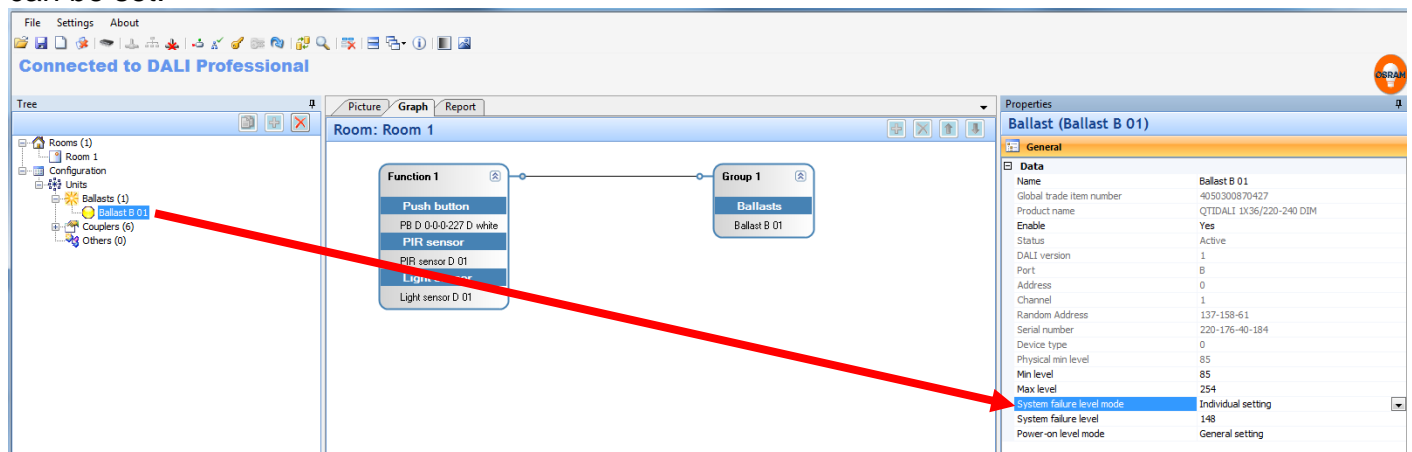 can be set.
File Settings About
Connected to DALI Professional
OSRAM
Tree
Rooms (1)
Room 1
Configuration
Units
Ballasts (1)
Ballast B 01
Couplers (6)
Others (0)
Picture Graph Report
Room: Room 1
Function 1
Push button
PB D 0-0-0-227 D white
PIR sensor
PIR sensor D 01
Light sensor
Light sensor D 01
Group 1
Ballasts
Ballast B 01
Properties
Ballast (Ballast B 01)
General
Data
Name Ballast B 01
Global trade item number 4050300870427
Product name QTIDALI 1X36/220-240 DIM
Enable Yes
Status Active
DALI version 1
Port B
Address 0
Channel 1
Random Address 137-158-61
Serial number 220-176-40-184
Device type 0
Physical min level 85
Min level 85
Max level 254
System failure level mode Individual setting
System failure level 148
Power-on level mode General setting